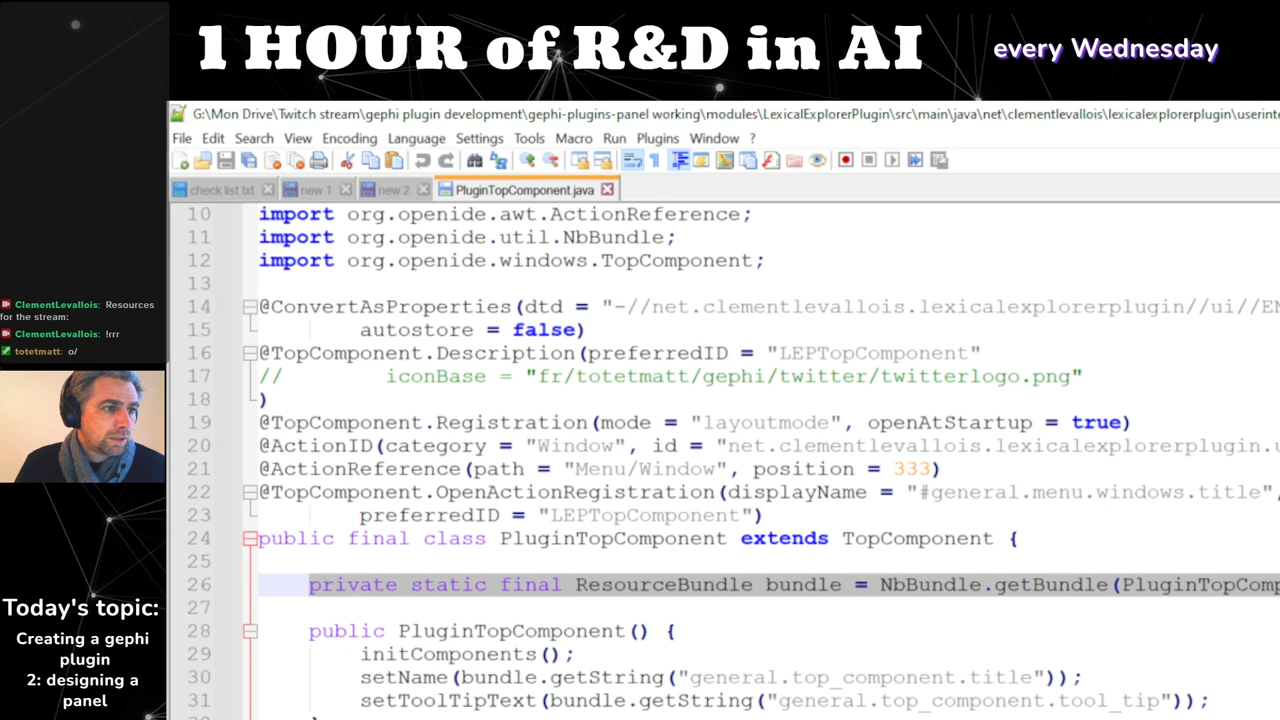 1 HOUR of R&D in AI
every Wednesday
G:\Mon Drive\Twitch stream\gephi plugin development\gephi-plugins-panel working\modules\LexicalExplorerPlugin\src\main\java\net\clementlevallois\lexicalexplorerplugin\userinte
File Edit Search View Encoding Language Settings Tools Macro Run Plugins Window ?
check list txt new 1 new 2 PluginTopComponent.java
10 import org.openide.awt.ActionReference;
11 import org.openide.util.NbBundle;
12 import org.openide.windows.TopComponent;
13
14 @ConvertAsProperties(dtd = "-//net.clementlevallois.lexicalexplorerplugin//ui//EN
15 autostore = false)
16 @TopComponent.Description(preferredID = "LEPTopComponent"
17 // iconBase = "fr/totetmatt/gephi/twitter/twitterlogo.png"
18 )
19 @TopComponent.Registration(mode = "layoutmode", openAtStartup = true)
20 @ActionID(category = "Window", id = "net.clementlevallois.lexicalexplorerplugin.u
21 @ActionReference(path = "Menu/Window", position = 333)
22 @TopComponent.OpenActionRegistration(displayName = "#general.menu.windows.title",
23 preferredID = "LEPTopComponent")
24 public final class PluginTopComponent extends TopComponent {
25
26 private static final ResourceBundle bundle = NbBundle.getBundle(PluginTopComp
27
28 public PluginTopComponent() {
29 initComponents();
30 setName(bundle.getString("general.top_component.title"));
31 setToolTipText(bundle.getString("general.top_component.tool_tip"));
ClementLevallois: Resources
for the stream:
ClementLevallois: !rrr
totetmatt: o/
Today's topic:
Creating a gephi
plugin
2: designing a
panel